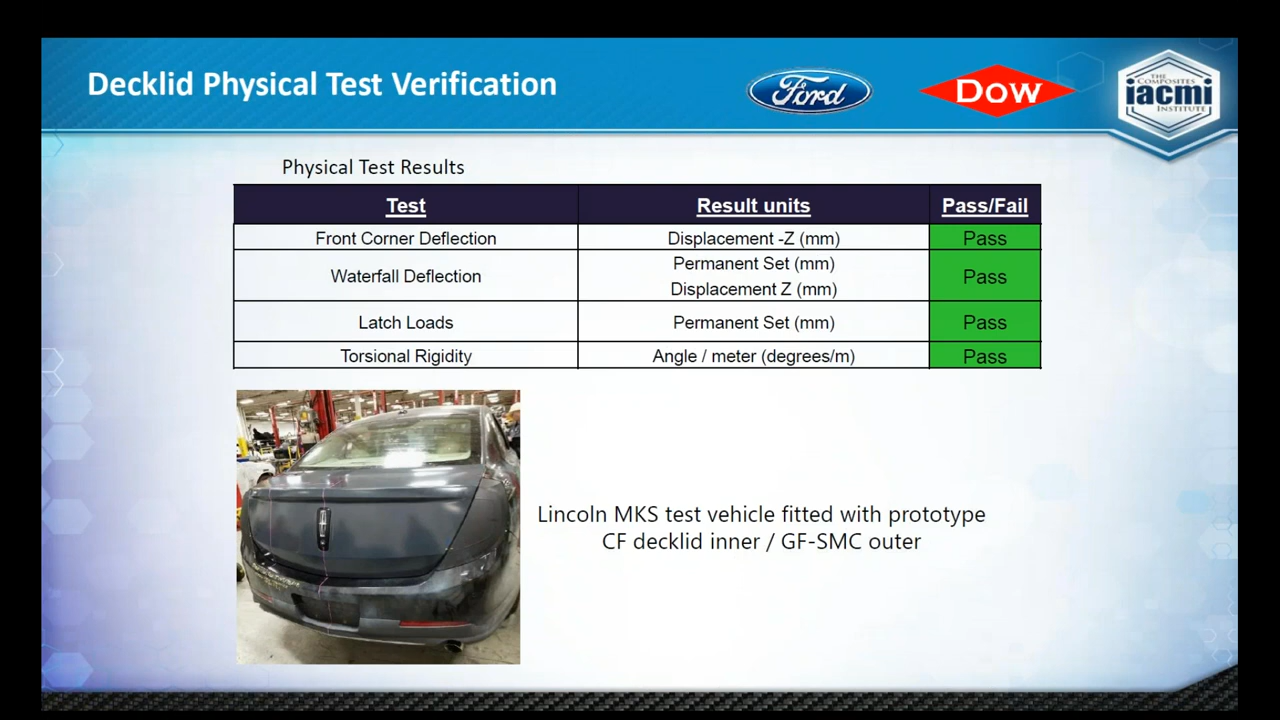 Decklid Physical Test Verification
Ford
Dow
THE
COMPOSITES
iacmi
INSTITUTE
Physical Test Results
Test Result units Pass/Fail
Front Corner Deflection Displacement -Z (mm) Pass
Waterfall Deflection Permanent Set (mm) Displacement Z (mm) Pass
Latch Loads Permanent Set (mm) Pass
Torsional Rigidity Angle / meter (degrees/m) Pass
Lincoln MKS test vehicle fitted with prototype
CF decklid inner / GF-SMC outer